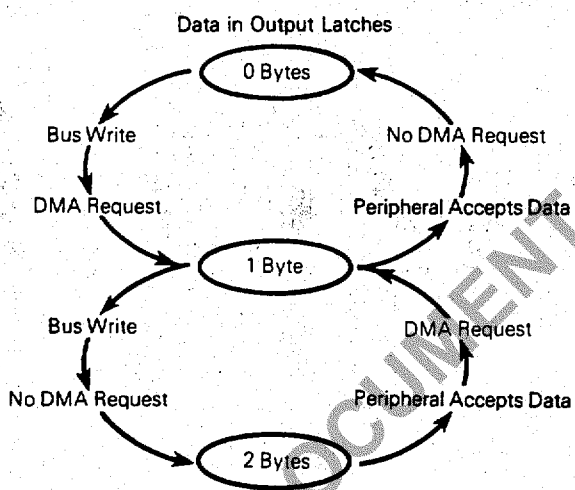 Data in Output Latches
0 Bytes
Bus Write
No DMA Request
DMA Request
Peripheral Accepts Data
1 Byte
Bus Write
DMA Request
No DMA Request
Peripheral Accepts Data
2 Bytes